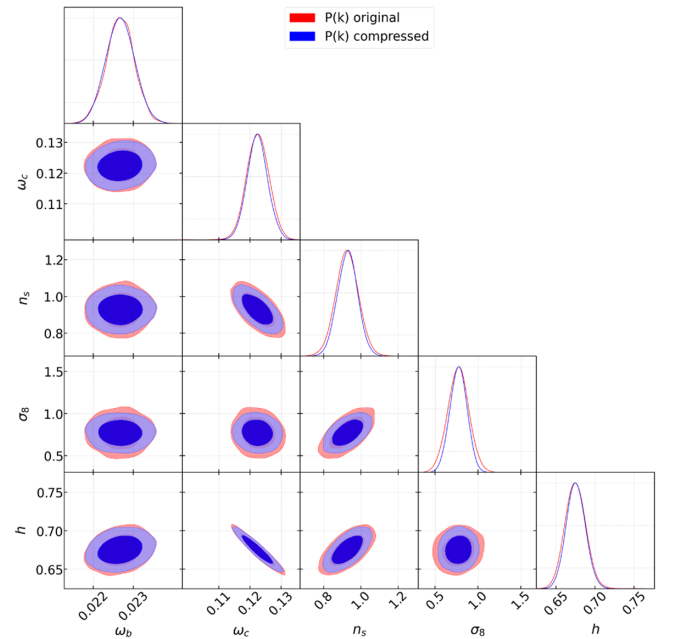 P(k) original
P(k) compressed
0.13
0.12
0.11
ω_c
1.2
1.0
0.8
n_s
1.5
1.0
0.5
σ_8
0.75
0.70
0.65
h
0.022 0.023 0.11 0.12 0.13 0.8 1.0 1.2 0.5 1.0 1.5 0.65 0.70 0.75
ω_b ω_c n_s σ_8 h